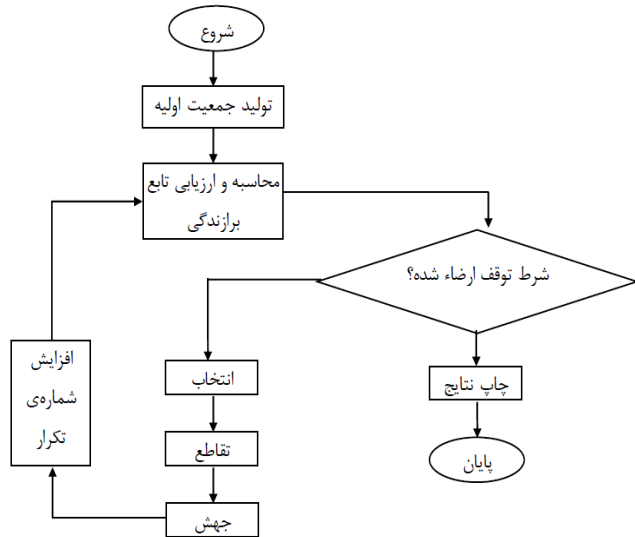 شروع
تولید جمعیت اولیه
محاسبه و ارزیابی تابع
برازندگی
شرط توقف ارضاء شده؟
انتخاب
تقاطع
جهش
افزایش
شماره‌ی
تکرار
چاپ نتایج
پایان